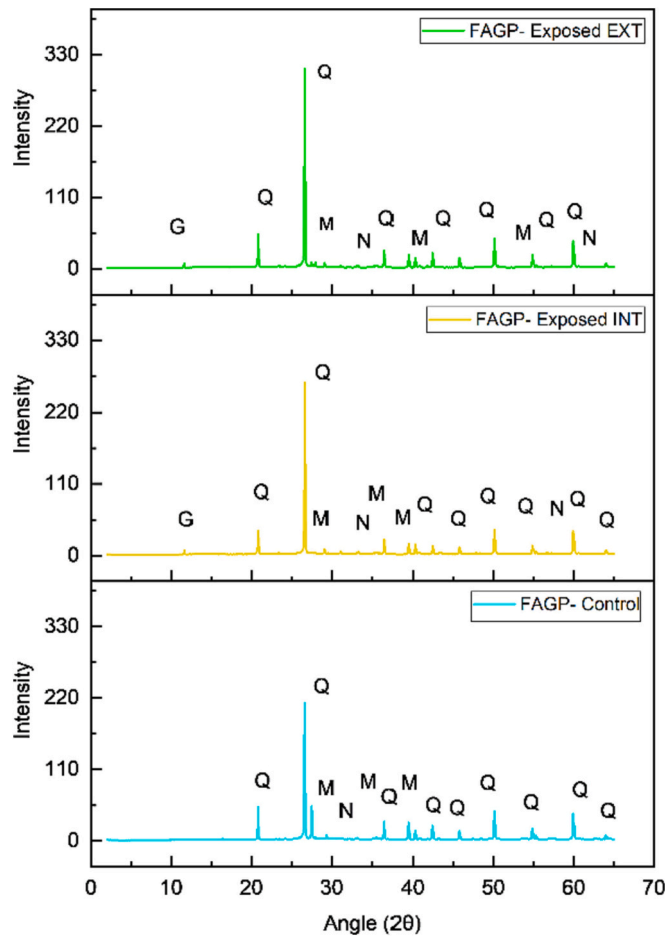 FAGP- Exposed EXT
330
220
110
0
Intensity
G
Q
Q
M
N
Q
M
Q
Q
M
Q
Q
N
FAGP- Exposed INT
330
220
110
0
Intensity
G
Q
Q
M
N
M
M
Q
Q
Q
Q
N
Q
Q
FAGP- Control
330
220
110
0
Intensity
Q
Q
M
N
M
Q
M
Q
Q
Q
Q
Q
Q
0 10 20 30 40 50 60 70
Angle (2θ)